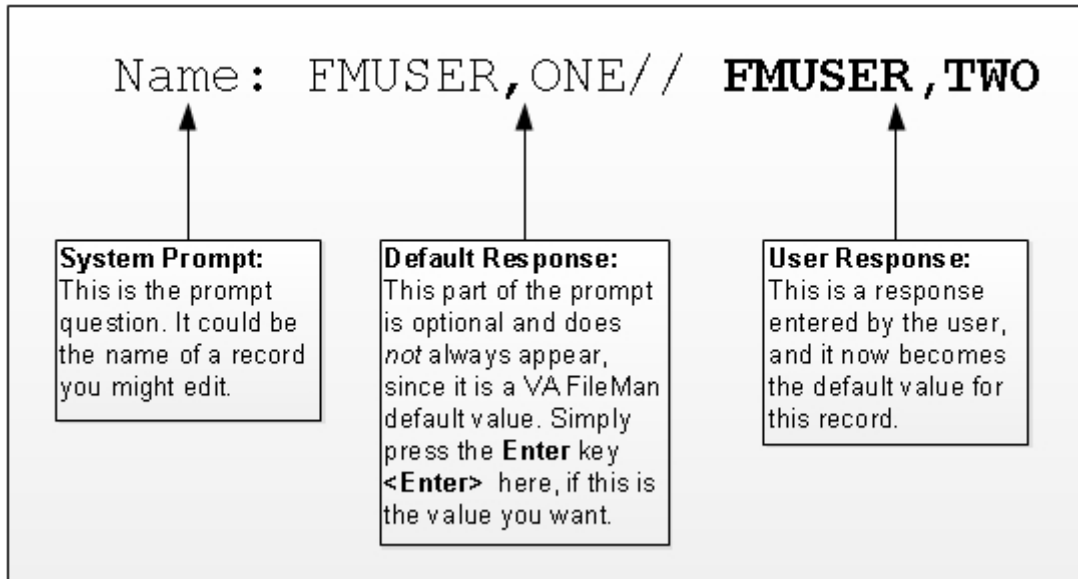 Name: FMUSER,ONE// FMUSER,TWO
System Prompt:
This is the prompt
question. It could be
the name of a record
you might edit.
Default Response:
This part of the prompt
is optional and does
not always appear,
since it is a VA FileMan
default value. Simply
press the Enter key
<Enter> here, if this is
the value you want.
User Response:
This is a response
entered by the user,
and it now becomes
the default value for
this record.